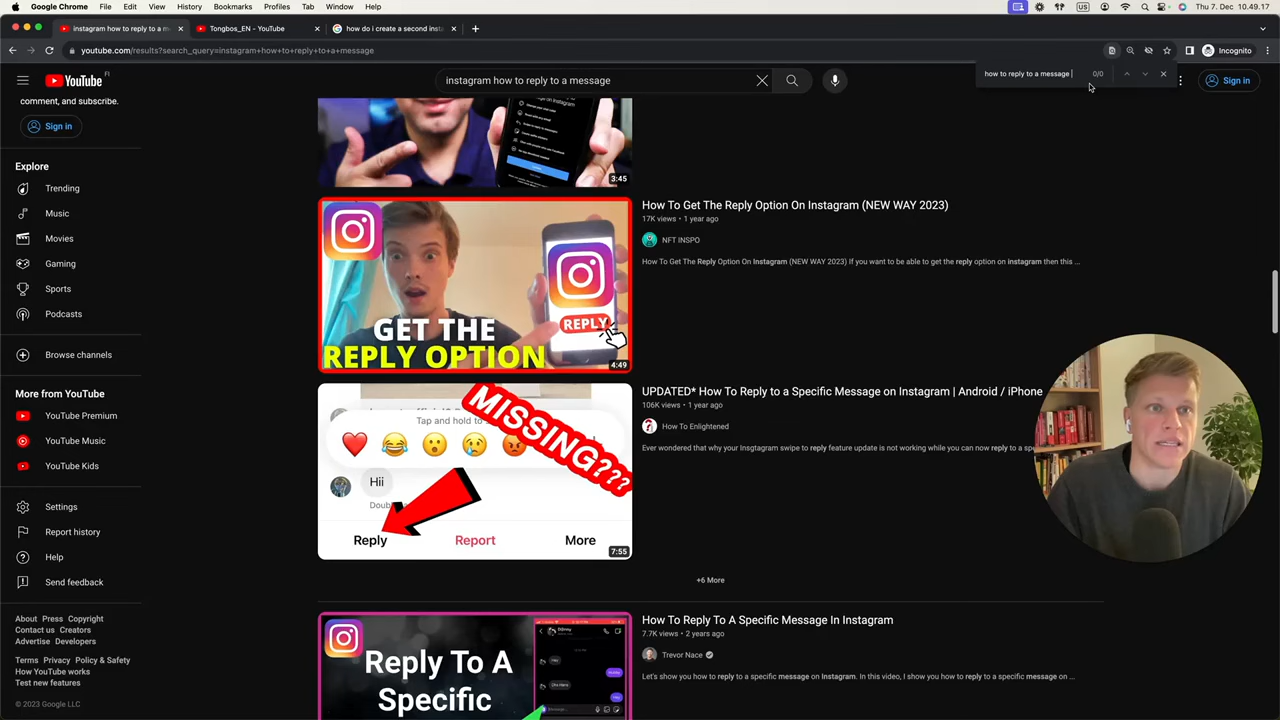 Google Chrome File Edit View History Bookmarks Profiles Tab Window Help US Thu 7. Dec 10.49.17
instagram how to reply to a m Tongbos_EN - YouTube how do i create a second inst
youtube.com/results?search_query=instagram+how+to+reply+to+a+message Incognito
how to reply to a message 0/0
YouTube FI instagram how to reply to a message Sign in
comment, and subscribe.
Sign in
Explore
Trending
Music
Movies
Gaming
Sports
Podcasts
Browse channels
More from YouTube
YouTube Premium
YouTube Music
YouTube Kids
Settings
Report history
Help
Send feedback
About Press Copyright
Contact us Creators
Advertise Developers
Terms Privacy Policy & Safety
How YouTube works
Test new features
© 2023 Google LLC
3:45
GET THE
REPLY OPTION
REPLY
4:49
How To Get The Reply Option On Instagram (NEW WAY 2023)
17K views • 1 year ago
NFT INSPO
How To Get The Reply Option On Instagram (NEW WAY 2023) If you want to be able to get the reply option on instagram then this ...
Tap and hold to
MISSING???
Hii
Doub
Reply Report More
7:55
UPDATED* How To Reply to a Specific Message on Instagram | Android / iPhone
106K views • 1 year ago
How To Enlightened
Ever wondered that why your Insgtagram swipe to reply feature update is not working while you can now reply to a spe
+6 More
Reply To A
Specific
How To Reply To A Specific Message In Instagram
7.7K views • 2 years ago
Trevor Nace
Let's show you how to reply to a specific message on Instagram. In this video, I show you how to reply to a specific message on ...